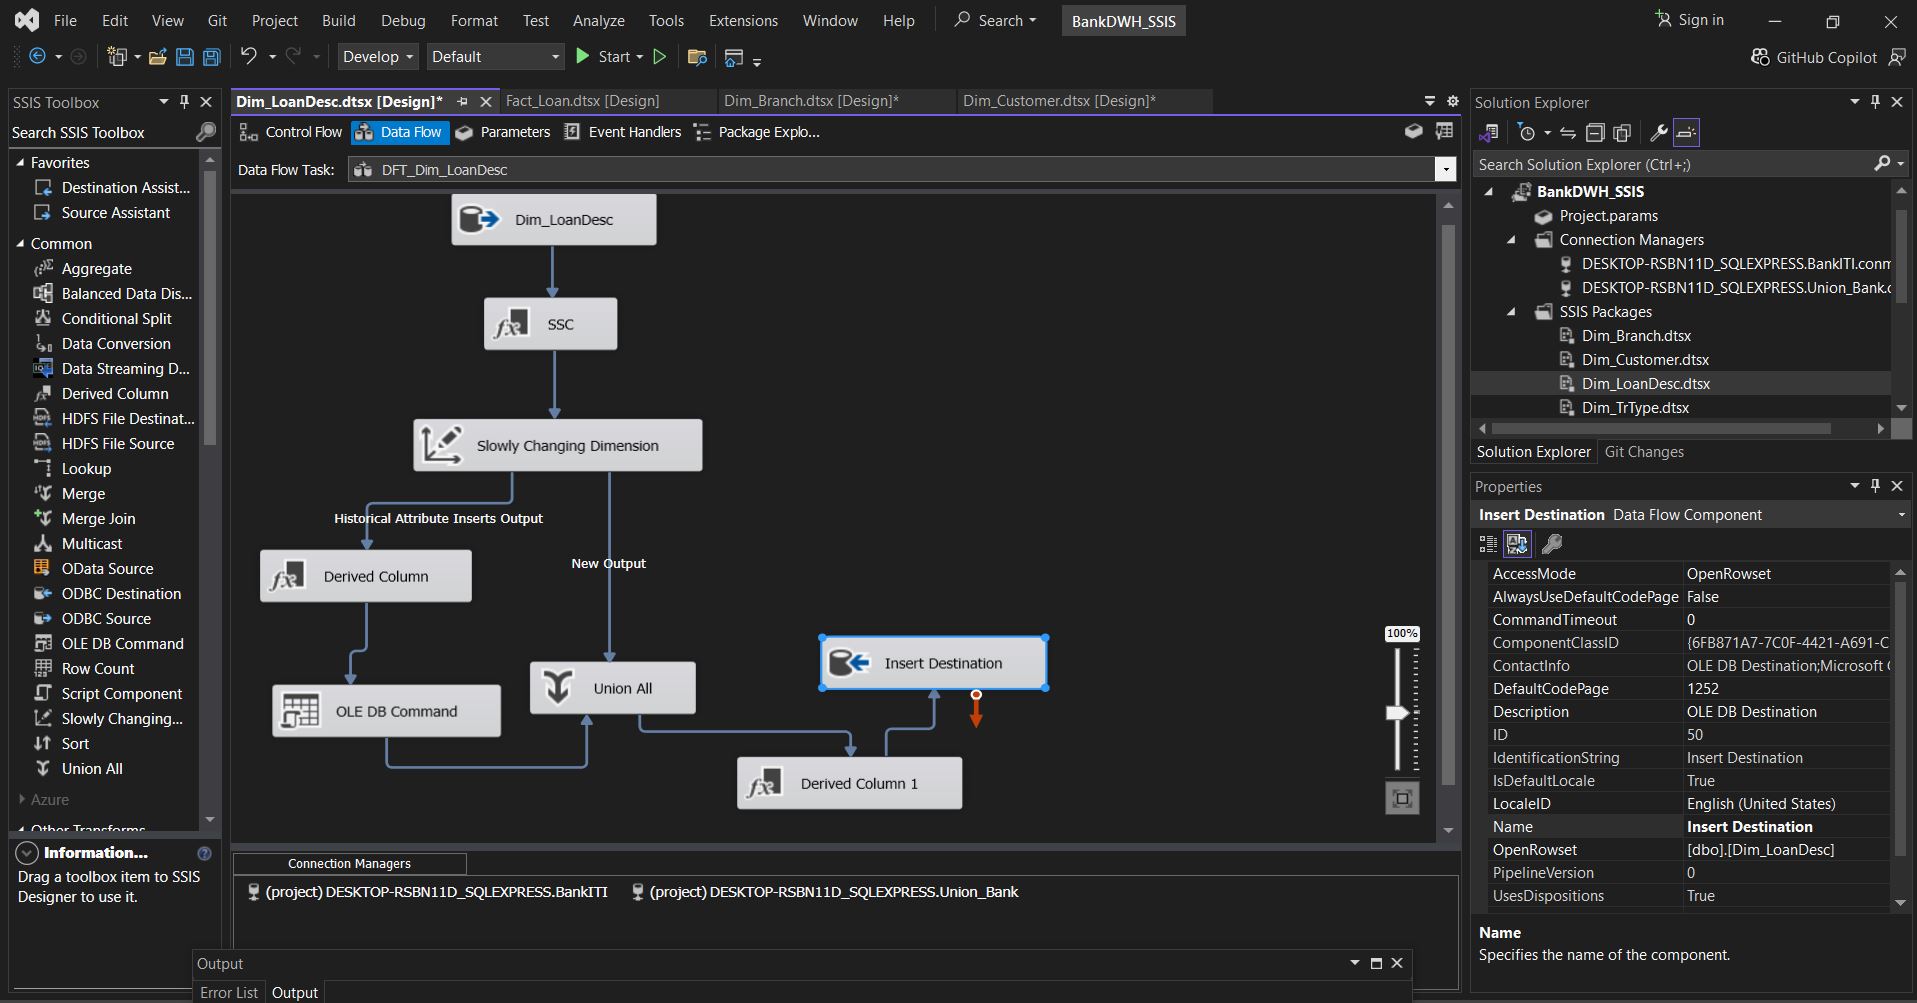 File Edit View Git Project Build Debug Format Test Analyze Tools Extensions Window Help Search BankDWH_SSIS Sign in
Develop Default Start GitHub Copilot
SSIS Toolbox
Search SSIS Toolbox
Favorites
Destination Assist...
Source Assistant
Common
Aggregate
Balanced Data Dis...
Conditional Split
Data Conversion
Data Streaming D...
Derived Column
HDFS File Destinat...
HDFS File Source
Lookup
Merge
Merge Join
Multicast
OData Source
ODBC Destination
ODBC Source
OLE DB Command
Row Count
Script Component
Slowly Changing...
Sort
Union All
Azure
Other Transforms
Information...
Drag a toolbox item to SSIS
Designer to use it.
Dim_LoanDesc.dtsx [Design]* Fact_Loan.dtsx [Design] Dim_Branch.dtsx [Design]* Dim_Customer.dtsx [Design]*
Control Flow Data Flow Parameters Event Handlers Package Explo...
Data Flow Task: DFT_Dim_LoanDesc
Dim_LoanDesc
SSC
Slowly Changing Dimension
Historical Attribute Inserts Output
New Output
Derived Column
OLE DB Command
Union All
Insert Destination
Derived Column 1
100%
Connection Managers
(project) DESKTOP-RSBN11D_SQLEXPRESS.BankITI (project) DESKTOP-RSBN11D_SQLEXPRESS.Union_Bank
Output
Error List Output
Solution Explorer
Search Solution Explorer (Ctrl+;)
BankDWH_SSIS
Project.params
Connection Managers
DESKTOP-RSBN11D_SQLEXPRESS.BankITI.conm
DESKTOP-RSBN11D_SQLEXPRESS.Union_Bank.c
SSIS Packages
Dim_Branch.dtsx
Dim_Customer.dtsx
Dim_LoanDesc.dtsx
Dim_TrType.dtsx
Solution Explorer Git Changes
Properties
Insert Destination Data Flow Component
AccessMode OpenRowset
AlwaysUseDefaultCodePage False
CommandTimeout 0
ComponentClassID {6FB871A7-7C0F-4421-A691-C
ContactInfo OLE DB Destination;Microsoft C
DefaultCodePage 1252
Description OLE DB Destination
ID 50
IdentificationString Insert Destination
IsDefaultLocale True
LocaleID English (United States)
Name Insert Destination
OpenRowset [dbo].[Dim_LoanDesc]
PipelineVersion 0
UsesDispositions True
Name
Specifies the name of the component.